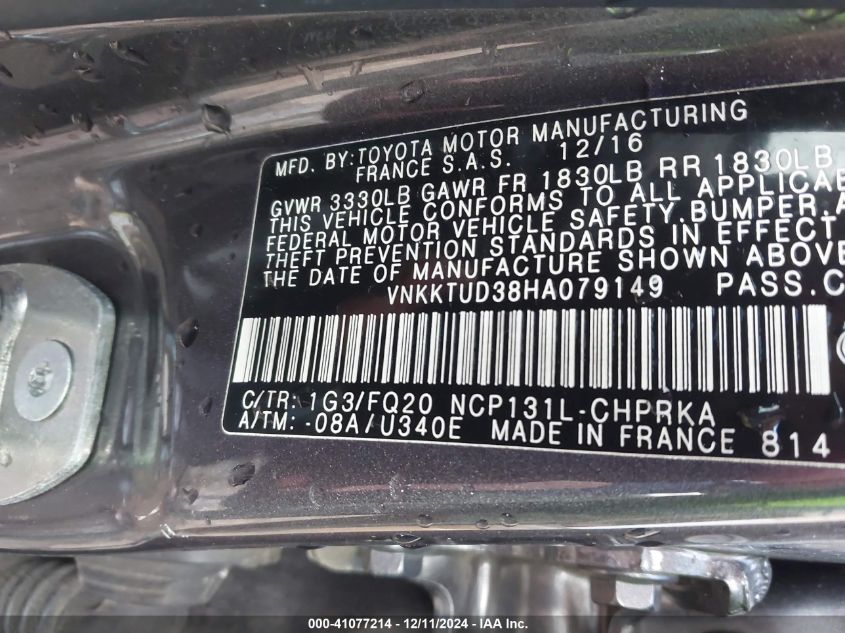 MFD. BY:TOYOTA MOTOR MANUFACTURING
FRANCE S.A.S. 12/16
GVWR 3330LB GAWR FR 1830LB RR 1830LB
THIS VEHICLE CONFORMS TO ALL
FEDERAL MOTOR VEHICLE SAFETY,BUMPER,
THEFT PREVENTION STANDARDS IN EFFECT
THE DATE OF MANUFACTURE SHOWN ABOVE
VNKKTUD38HA079149 PASS.
C/TR: 1G3/FQ20 NCP131L-CHPRKA
A/TM: -08A/U340E MADE IN FRANCE 814
000-41077214 - 12/11/2024 - IAA Inc.